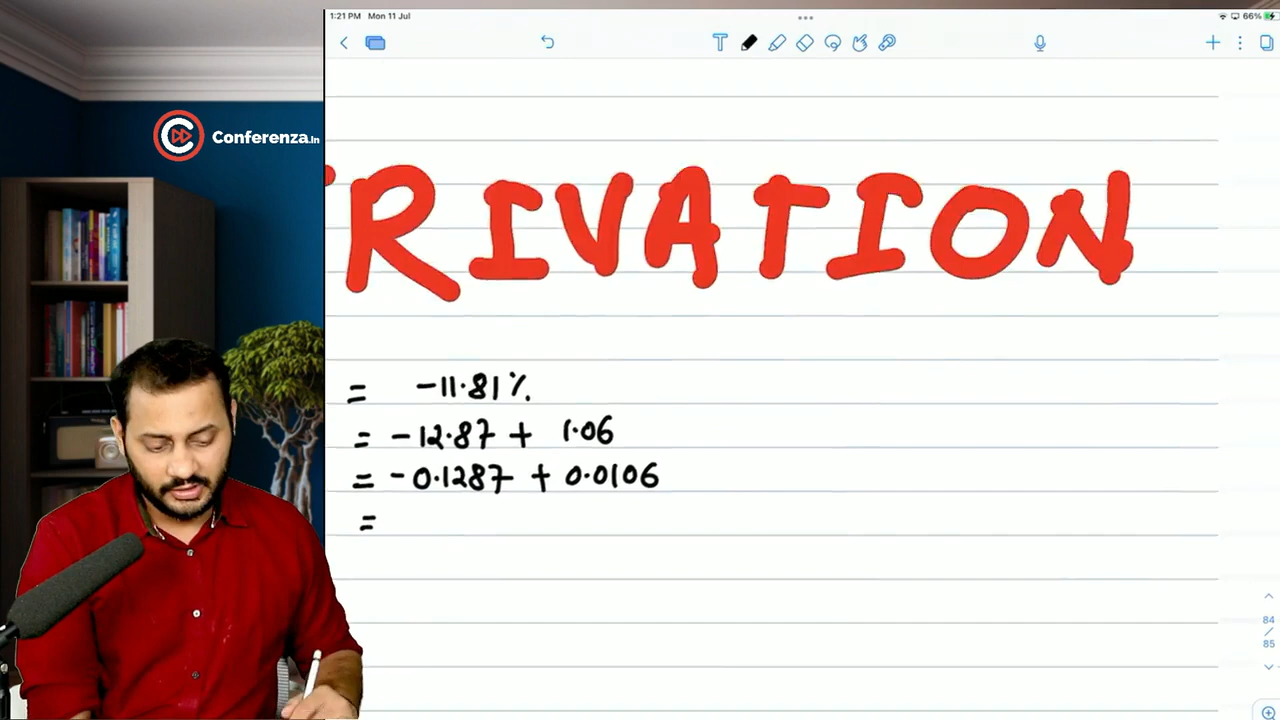 1:21 PM Mon 11 Jul
66%
Conferenza.in
RIVATION
= -11.81%
= -12.87 + 1.06
= -0.1287 + 0.0106
=
84
/
85